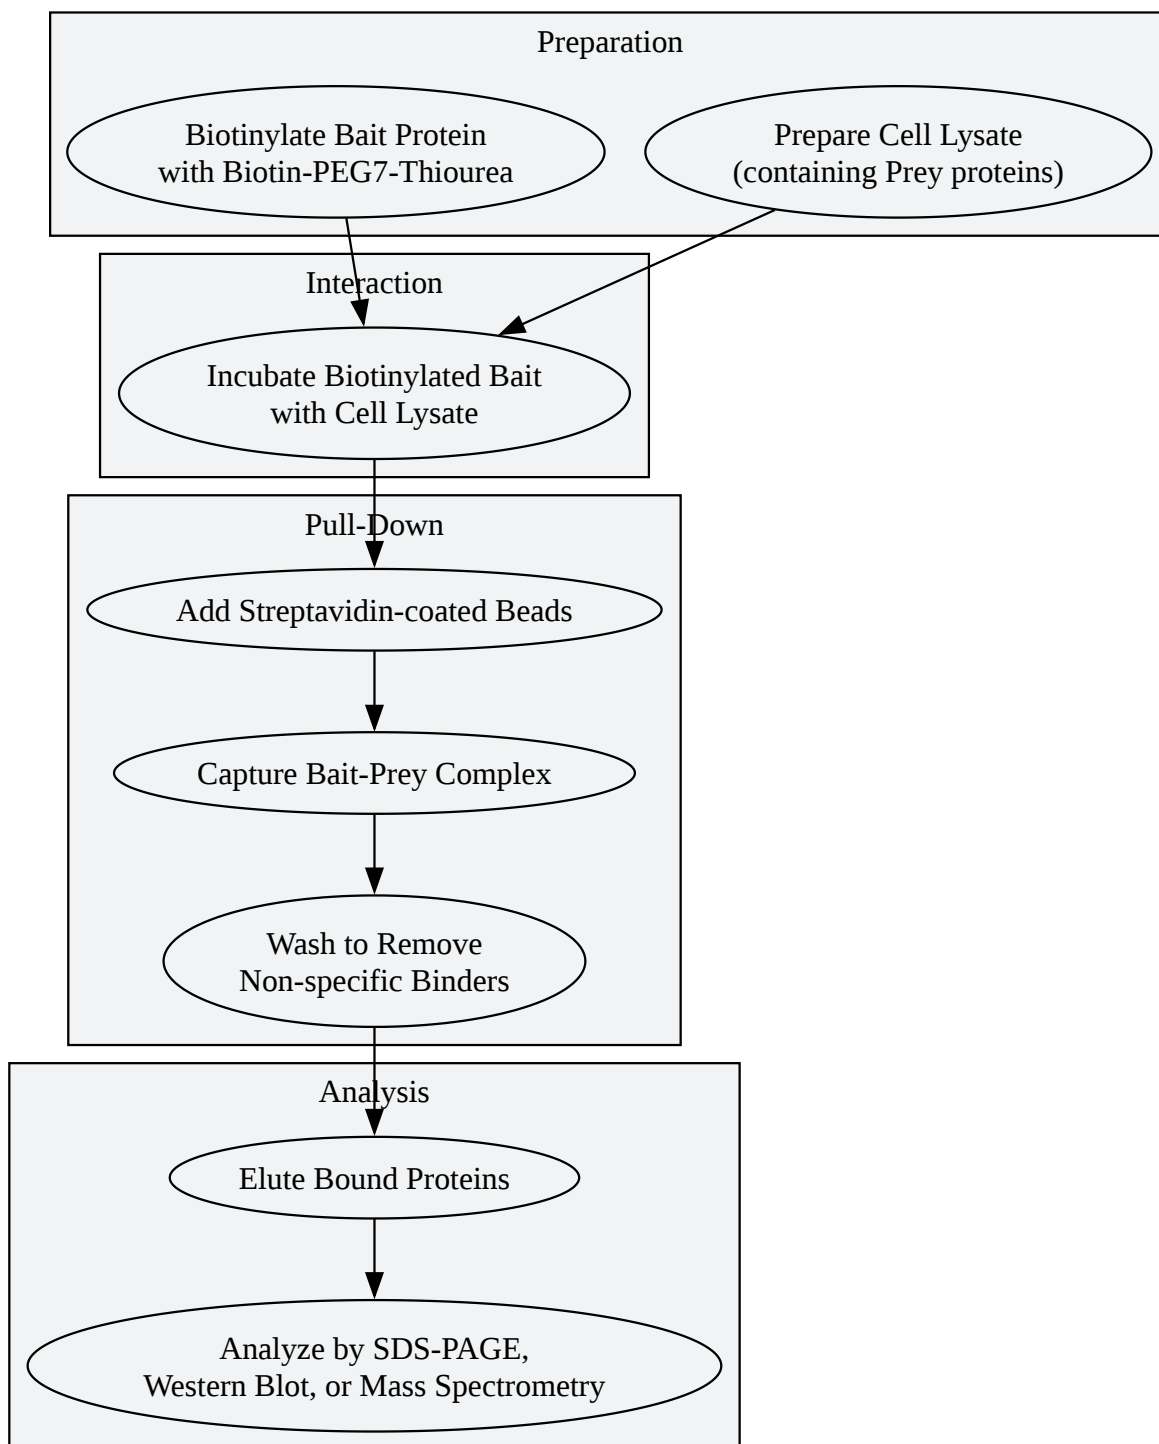 Preparation
Biotinylate Bait Protein
with Biotin-PEG7-Thiourea
Prepare Cell Lysate
(containing Prey proteins)
Interaction
Incubate Biotinylated Bait
with Cell Lysate
Pull-Down
Add Streptavidin-coated Beads
Capture Bait-Prey Complex
Wash to Remove
Non-specific Binders
Analysis
Elute Bound Proteins
Analyze by SDS-PAGE,
Western Blot, or Mass Spectrometry